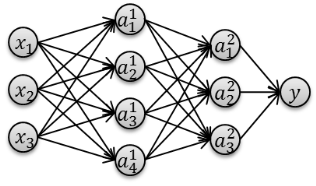 x₁
x₂
x₃
a₁¹
a₂¹
a₃¹
a₄¹
a₁²
a₂²
a₃²
y